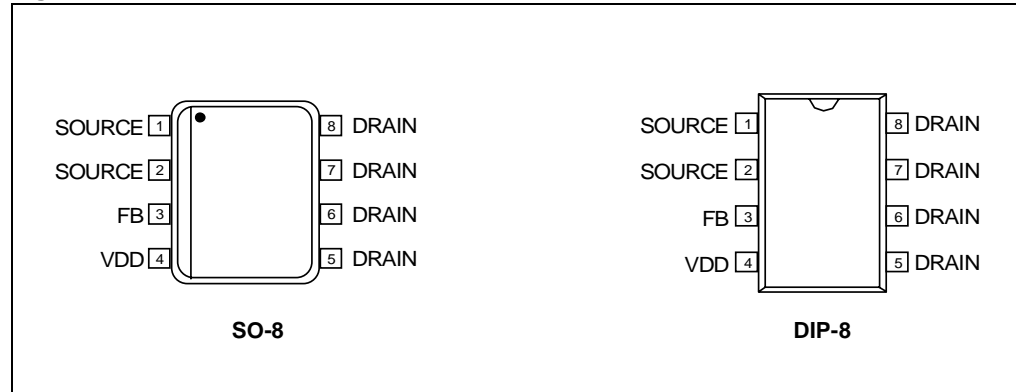 SOURCE 1 8 DRAIN
SOURCE 2 7 DRAIN
FB 3 6 DRAIN
VDD 4 5 DRAIN
SO-8
SOURCE 1 8 DRAIN
SOURCE 2 7 DRAIN
FB 3 6 DRAIN
VDD 4 5 DRAIN
DIP-8